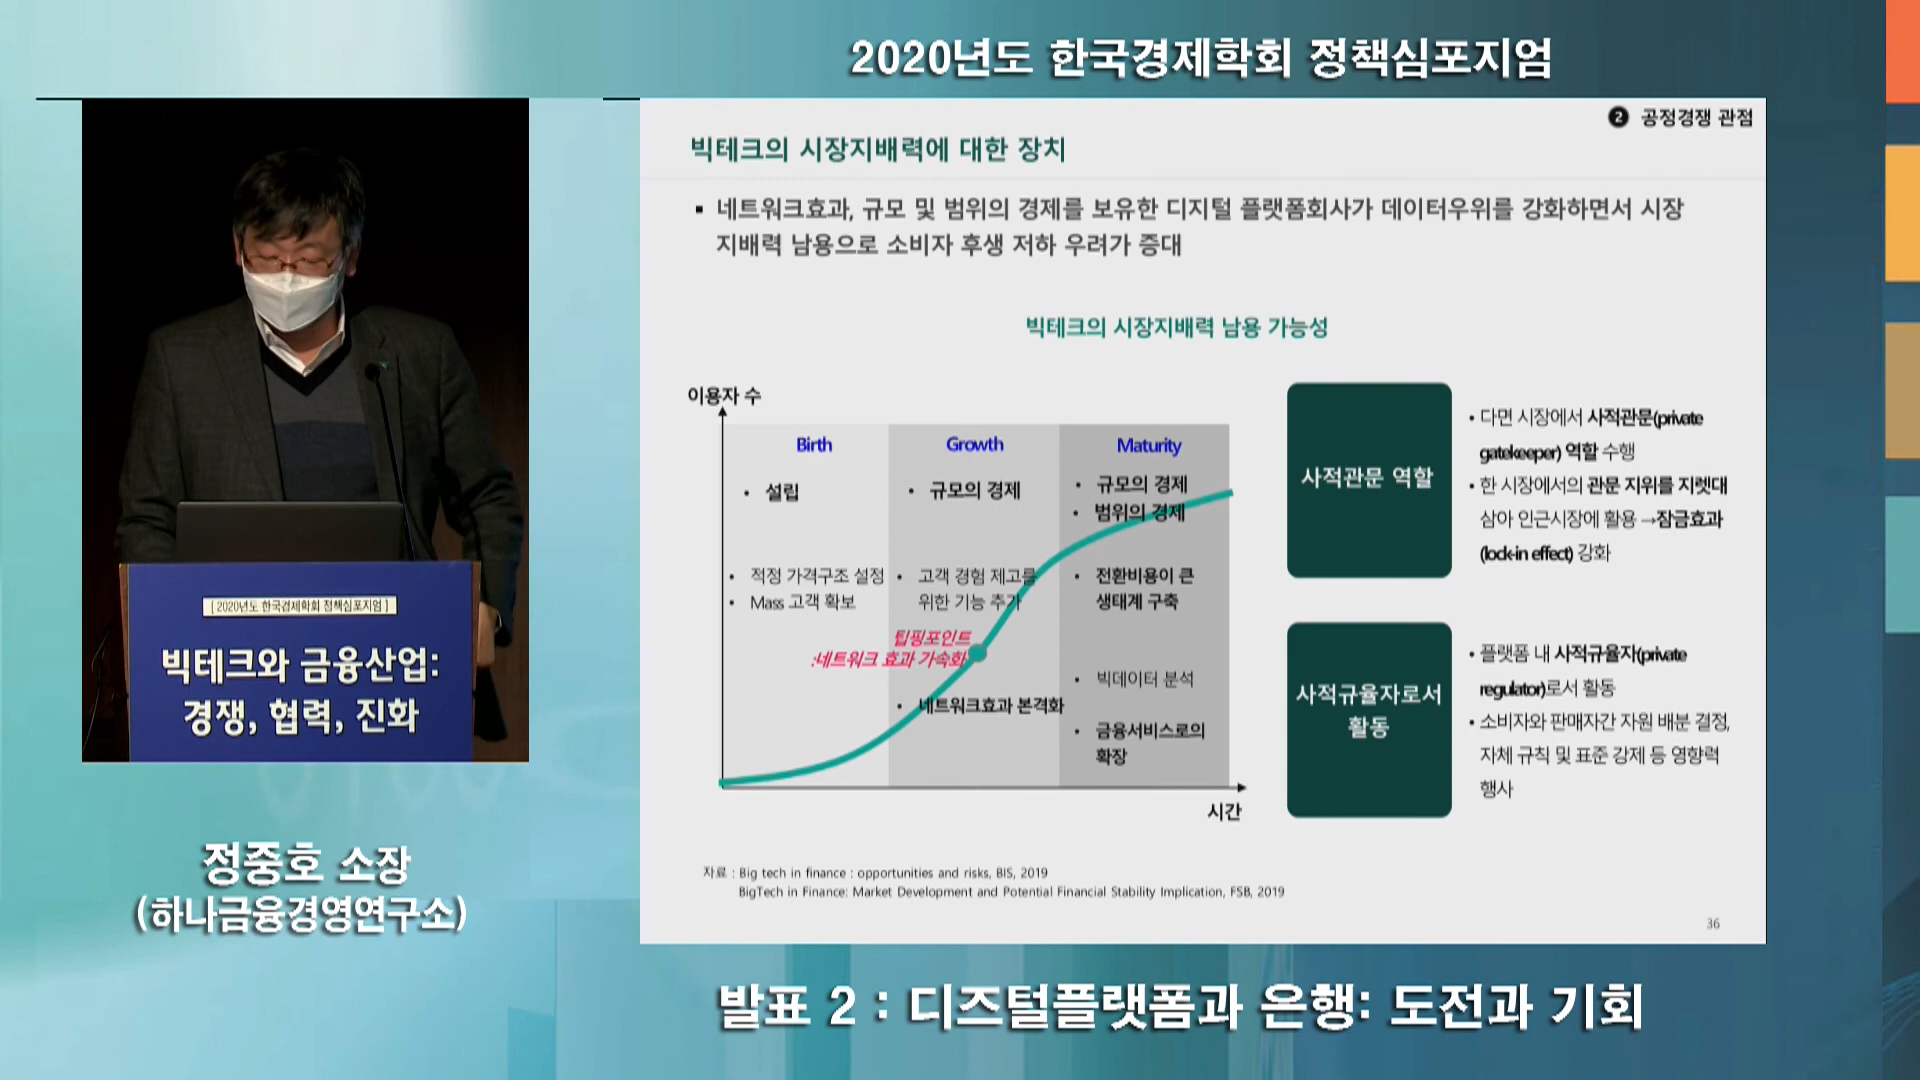 2020년도 한국경제학회 정책심포지엄
❷ 공정경쟁 관점
빅테크의 시장지배력에 대한 장치
▪ 네트워크효과, 규모 및 범위의 경제를 보유한 디지털 플랫폼회사가 데이터우위를 강화하면서 시장
지배력 남용으로 소비자 후생 저하 우려가 증대
빅테크의 시장지배력 남용 가능성
이용자 수
Birth
• 설립
• 적정 가격구조 설정
• Mass 고객 확보
Growth
• 규모의 경제
• 고객 경험 제고를
위한 기능 추가
팁핑포인트
:네트워크 효과 가속화
• 네트워크효과 본격화
Maturity
• 규모의 경제
• 범위의 경제
• 전환비용이 큰
생태계 구축
• 빅데이터 분석
• 금융서비스로의
확장
시간
사적관문 역할
• 다면 시장에서 사적관문(private
gatekeeper) 역할 수행
• 한 시장에서의 관문 지위를 지렛대
삼아 인근시장에 활용 →잠금효과
(lock-in effect) 강화
사적규율자로서
활동
• 플랫폼 내 사적규율자(private
regulator)로서 활동
• 소비자와 판매자간 자원 배분 결정,
자체 규칙 및 표준 강제 등 영향력
행사
자료 : Big tech in finance : opportunities and risks, BIS, 2019
BigTech in Finance: Market Development and Potential Financial Stability Implication, FSB, 2019
36
[ 2020년도 한국경제학회 정책심포지엄 ]
빅테크와 금융산업:
경쟁, 협력, 진화
정중호 소장
(하나금융경영연구소)
발표 2 : 디즈털플랫폼과 은행: 도전과 기회